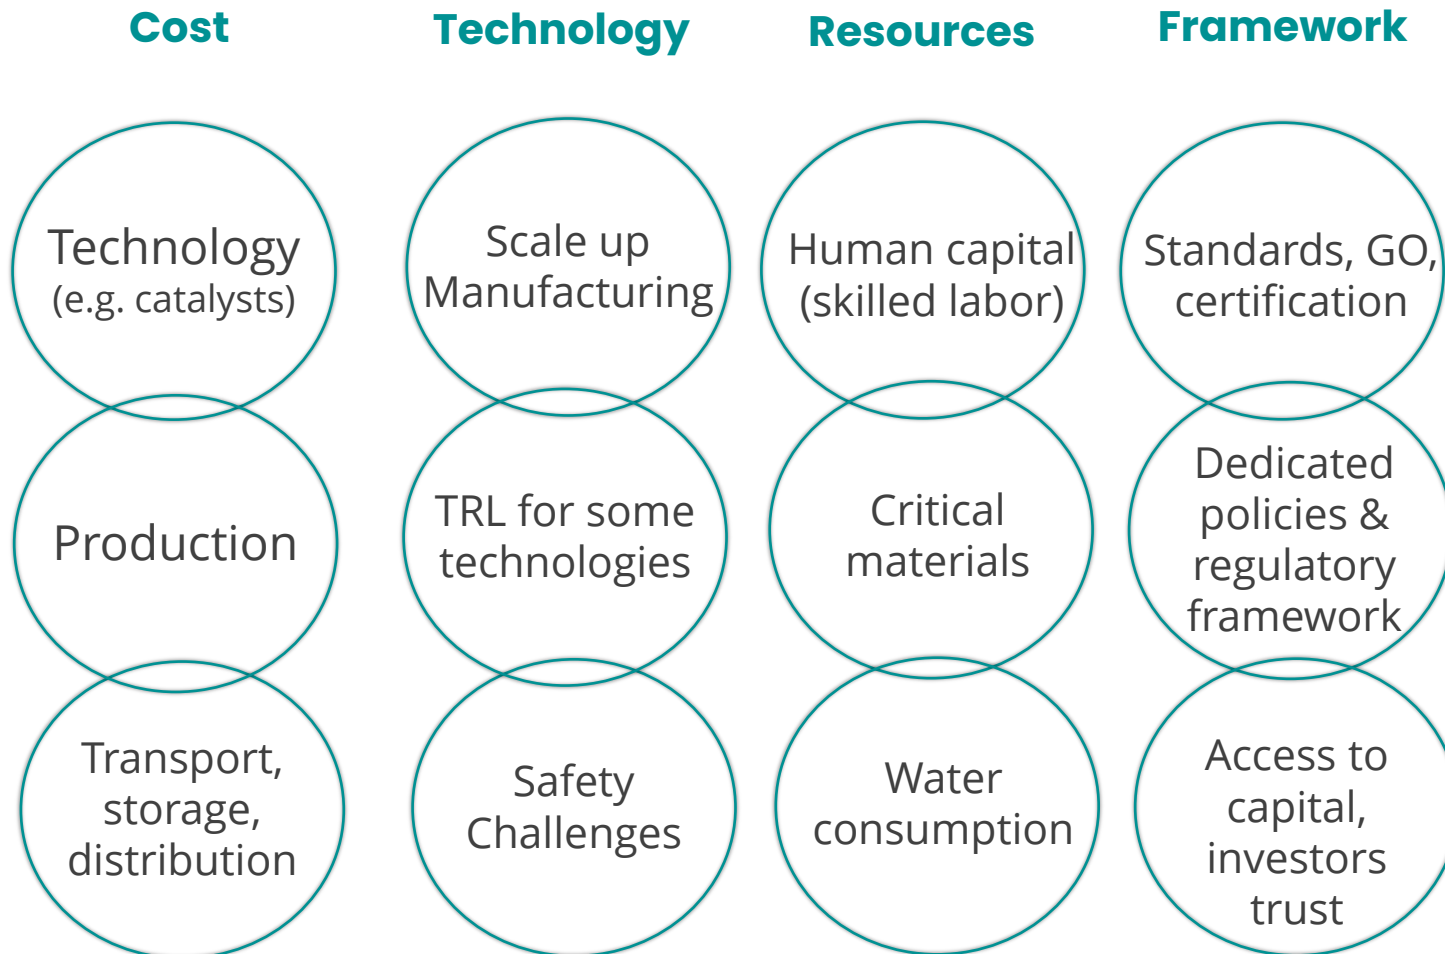 Cost
Technology
Resources
Framework
Technology
(e.g. catalysts)
Scale up
Manufacturing
Human capital
(skilled labor)
Standards, GO,
certification
Production
TRL for some
technologies
Critical
materials
Dedicated
policies &
regulatory
framework
Transport,
storage,
distribution
Safety
Challenges
Water
consumption
Access to
capital,
investors
trust